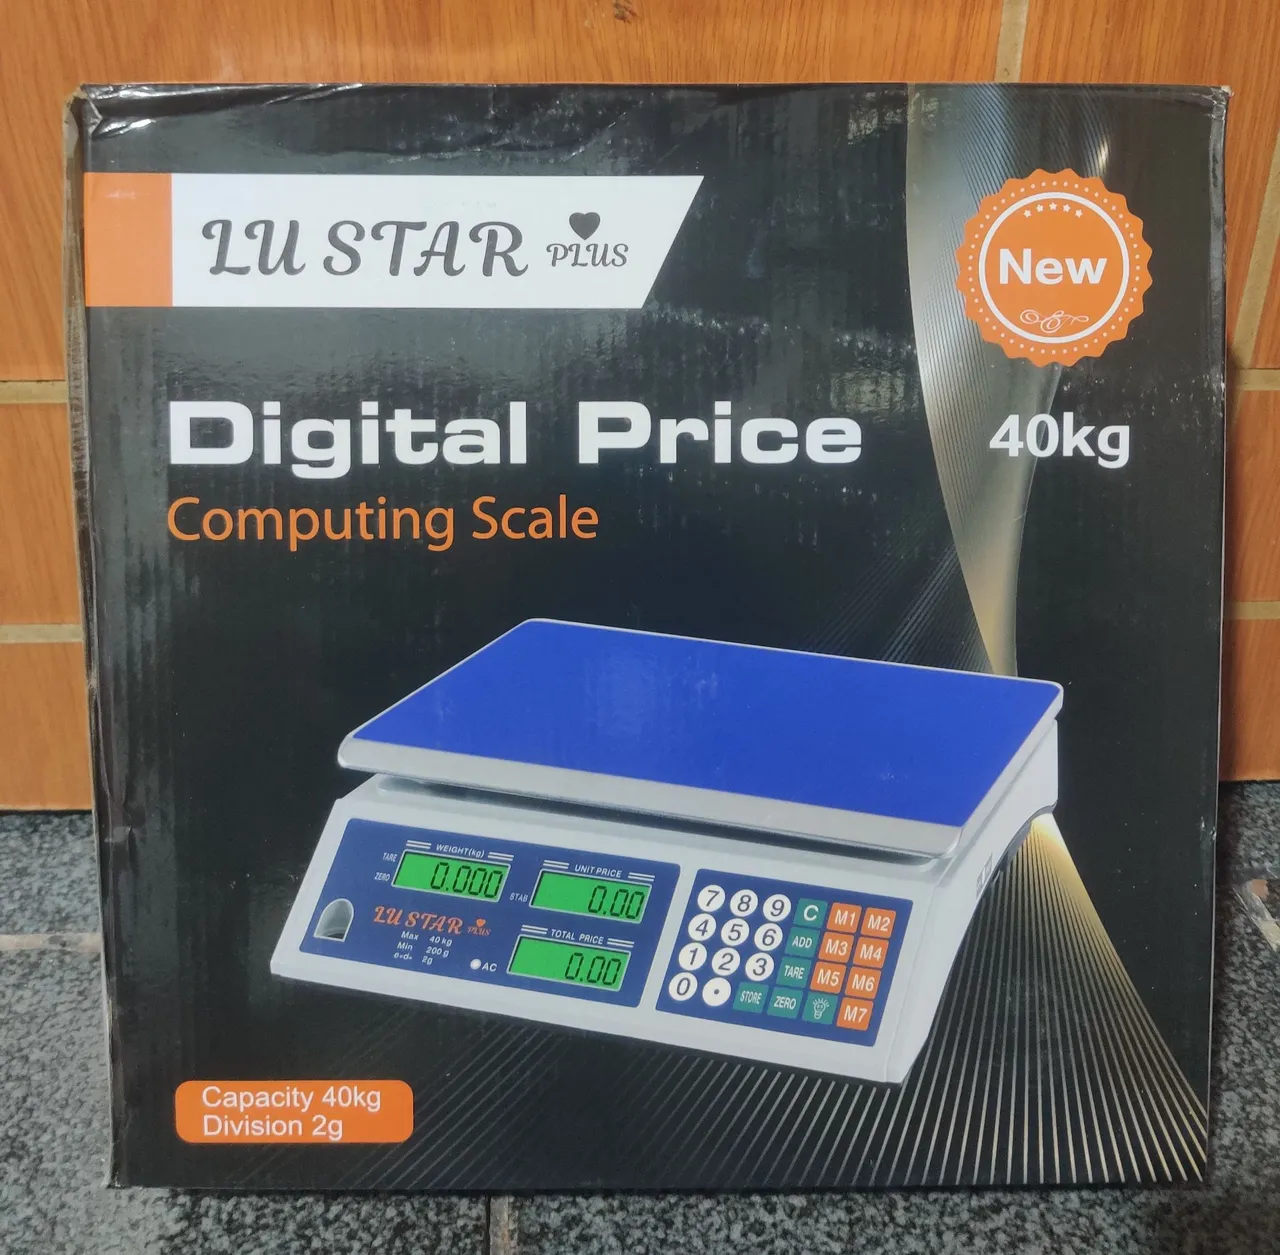 LU STAR PLUS
New
Digital Price
40kg
Computing Scale
WEIGHT(kg)
TARE
ZERO
0.000
UNIT PRICE
STAB
0.00
LU STAR PLUS
Max 40 kg
Min 200 g
e=d= 2g
AC
TOTAL PRICE
0.00
7 8 9 C M1 M2
4 5 6 ADD M3 M4
1 2 3 TARE M5 M6
0 . STORE ZERO M7
Capacity 40kg
Division 2g